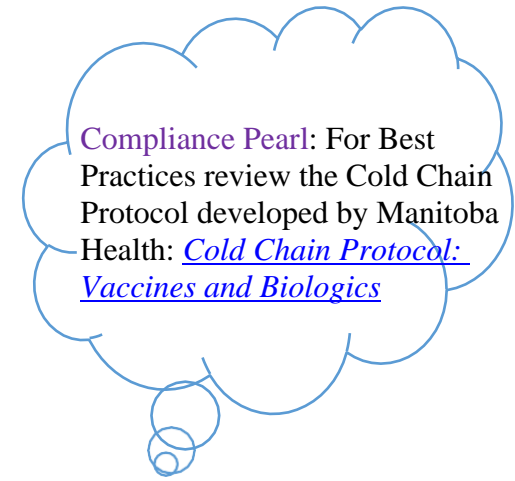 Compliance Pearl: For Best
Practices review the Cold Chain
Protocol developed by Manitoba
Health: Cold Chain Protocol:
Vaccines and Biologics